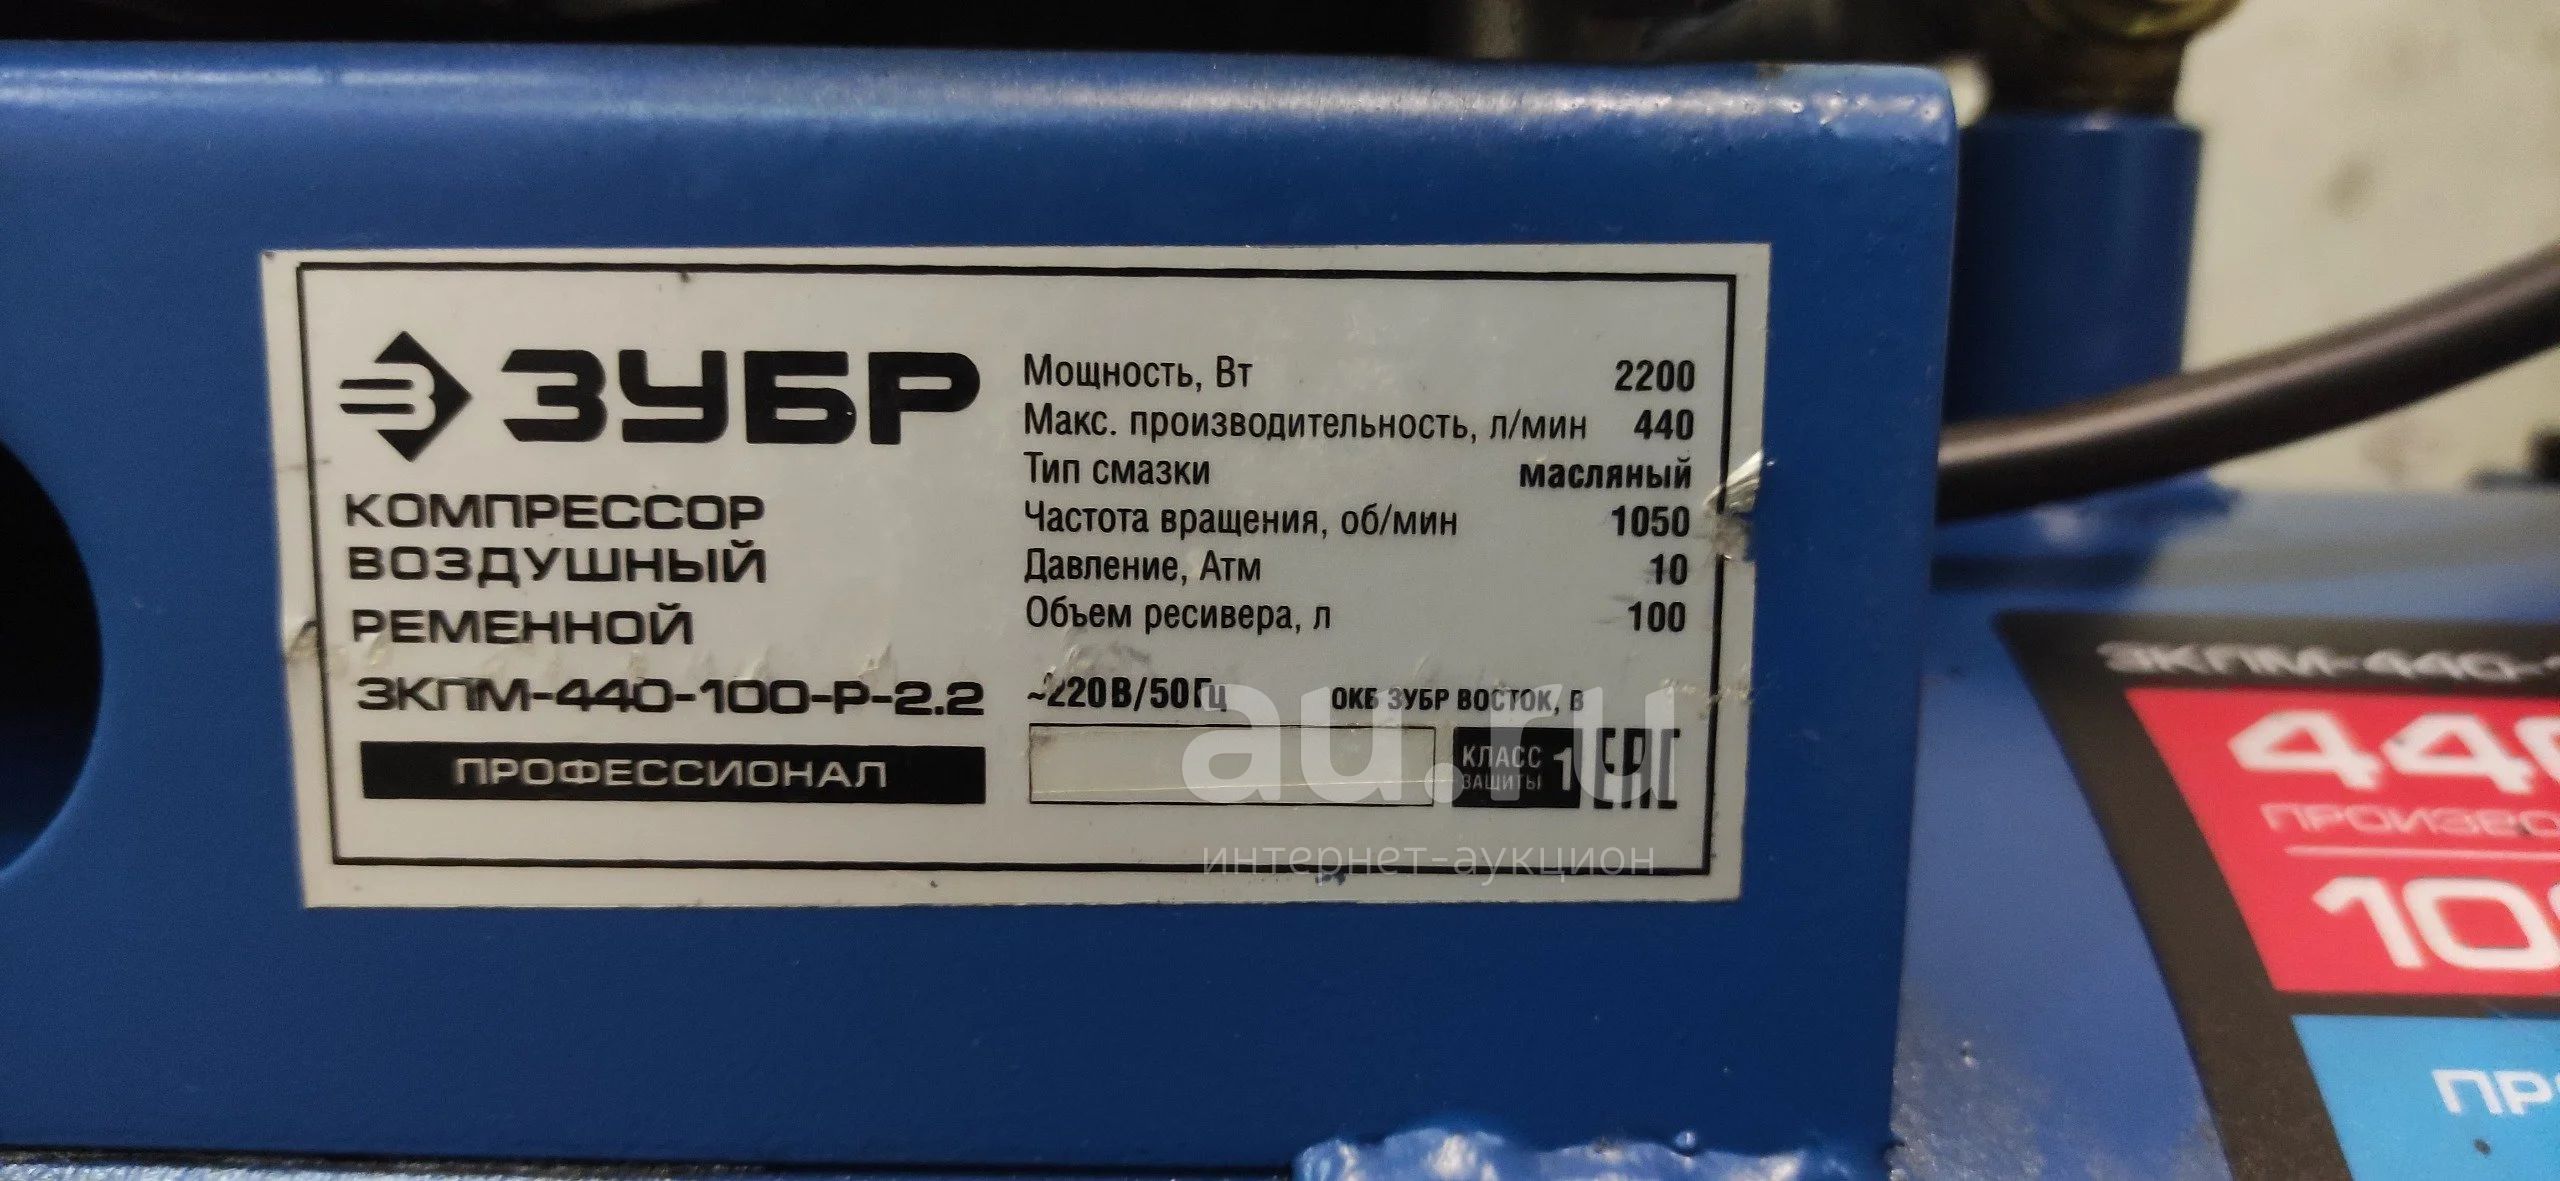 ЗУБР
КОМПРЕССОР
ВОЗДУШНЫЙ
РЕМЕННОЙ
ЗКПМ-440-100-Р-2.2
ПРОФЕССИОНАЛ
Мощность, Вт 2200
Макс. производительность, л/мин 440
Тип смазки масляный
Частота вращения, об/мин 1050
Давление, Атм 10
Объем ресивера, л 100
~220В/50Гц ОКБ ЗУБР ВОСТОК, В
КЛАСС
ЗАЩИТЫ 1 EAC
au.ru
интернет-аукцион
ЗКПМ-440-